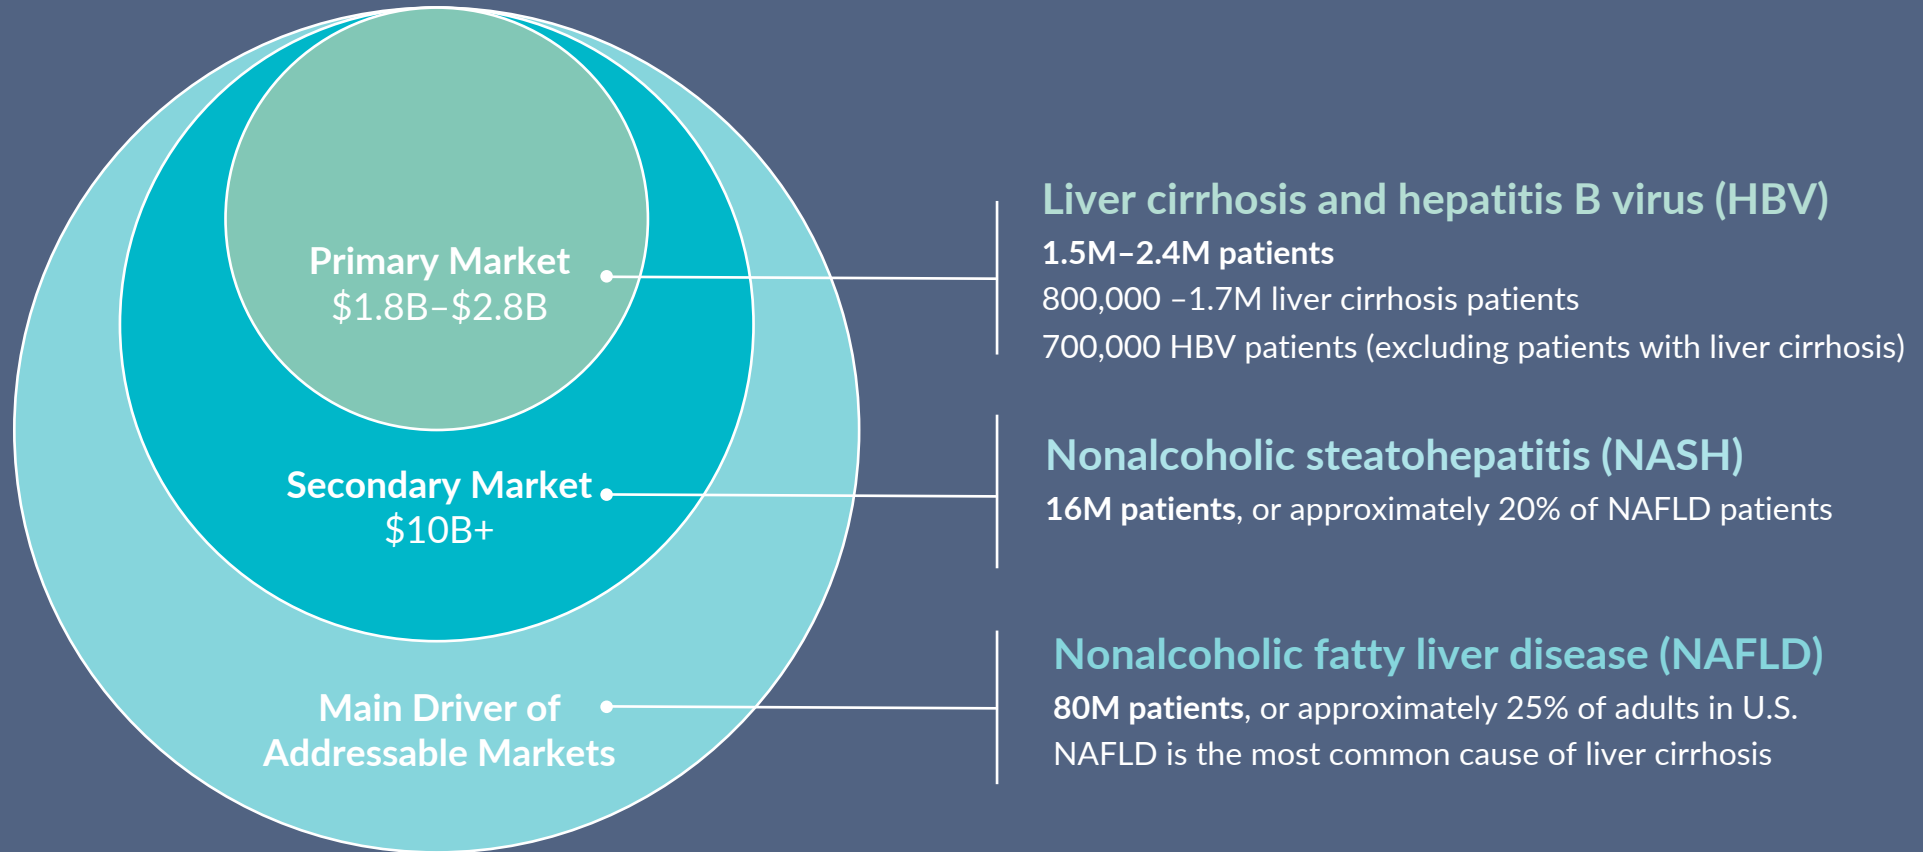 Primary Market
$1.8B–$2.8B
Secondary Market
$10B+
Main Driver of
Addressable Markets
Liver cirrhosis and hepatitis B virus (HBV)
1.5M–2.4M patients
800,000 –1.7M liver cirrhosis patients
700,000 HBV patients (excluding patients with liver cirrhosis)
Nonalcoholic steatohepatitis (NASH)
16M patients, or approximately 20% of NAFLD patients
Nonalcoholic fatty liver disease (NAFLD)
80M patients, or approximately 25% of adults in U.S.
NAFLD is the most common cause of liver cirrhosis